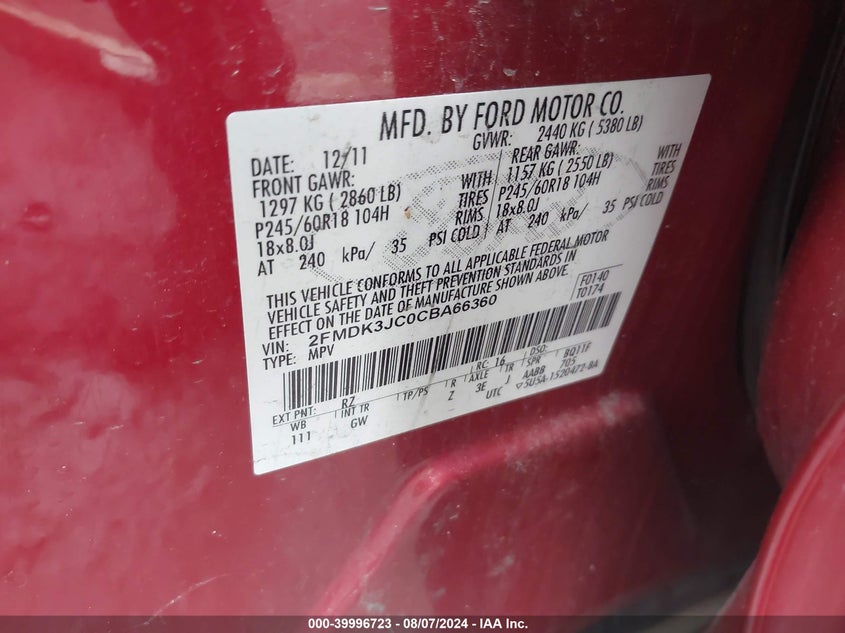 MFD. BY FORD MOTOR CO.
DATE: 12/11 GVWR: 2440 KG ( 5380 LB)
FRONT GAWR: REAR GAWR:
1297 KG ( 2860 LB) WITH 1157 KG ( 2550 LB) WITH
P245/60R18 104H TIRES P245/60R18 104H TIRES
18x8.0J RIMS 18x8.0J RIMS
AT 240 kPa/ 35 PSI COLD AT 240 kPa/ 35 PSI COLD
THIS VEHICLE CONFORMS TO ALL APPLICABLE FEDERAL MOTOR
VEHICLE SAFETY AND THEFT PREVENTION STANDARDS IN
EFFECT ON THE DATE OF MANUFACTURE SHOWN ABOVE.
F0140
T0174
VIN: 2FMDK3JC0CBA66360
TYPE: MPV
RC: 16 DSO:
EXT PNT: RZ TP/PS R AXLE TR SPR BQ11F
WB INT TR Z 3E J AABB 705
111 GW UTC 5U5A-1520472-BA
000-39996723 - 08/07/2024 - IAA Inc.